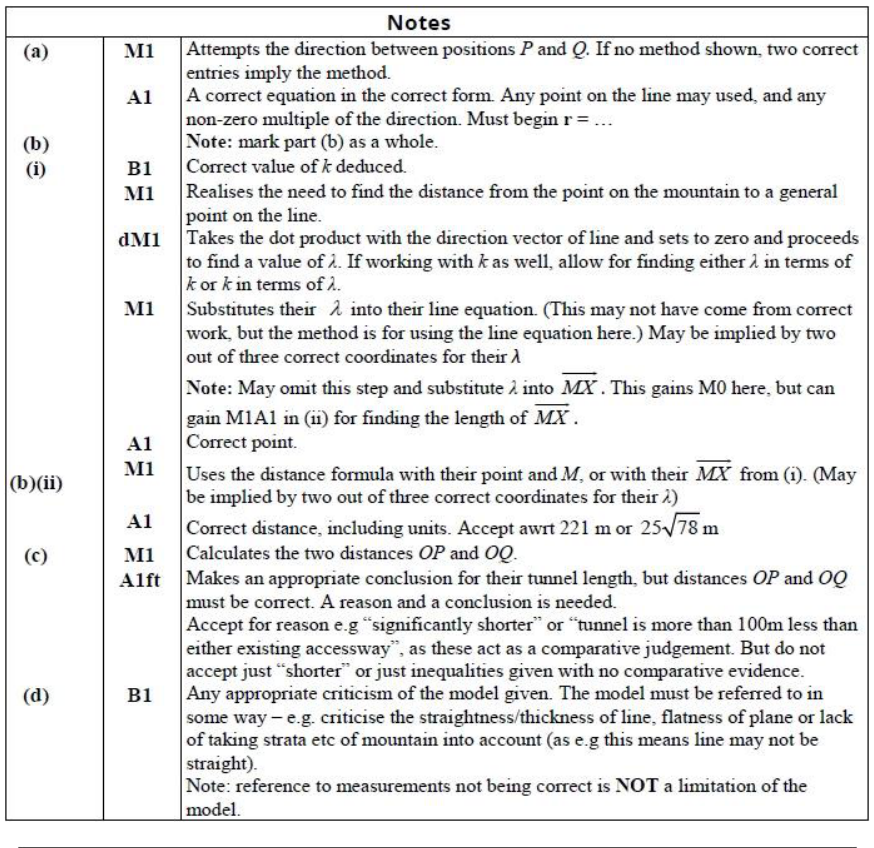 Notes
(a) M1 Attempts the direction between positions P and Q. If no method shown, two correct
entries imply the method.
A1 A correct equation in the correct form. Any point on the line may used, and any
non-zero multiple of the direction. Must begin r = …
(b) Note: mark part (b) as a whole.
(i) B1 Correct value of k deduced.
M1 Realises the need to find the distance from the point on the mountain to a general
point on the line.
dM1 Takes the dot product with the direction vector of line and sets to zero and proceeds
to find a value of λ. If working with k as well, allow for finding either λ in terms of
k or k in terms of λ.
M1 Substitutes their λ into their line equation. (This may not have come from correct
work, but the method is for using the line equation here.) May be implied by two
out of three correct coordinates for their λ
Note: May omit this step and substitute λ into MX⃗. This gains M0 here, but can
gain M1A1 in (ii) for finding the length of MX⃗.
A1 Correct point.
(b)(ii) M1 Uses the distance formula with their point and M, or with their MX⃗ from (i). (May
be implied by two out of three correct coordinates for their λ)
A1 Correct distance, including units. Accept awrt 221 m or 25√78 m
(c) M1 Calculates the two distances OP and OQ.
A1ft Makes an appropriate conclusion for their tunnel length, but distances OP and OQ
must be correct. A reason and a conclusion is needed.
Accept for reason e.g “significantly shorter” or “tunnel is more than 100m less than
either existing accessway”, as these act as a comparative judgement. But do not
accept just “shorter” or just inequalities given with no comparative evidence.
(d) B1 Any appropriate criticism of the model given. The model must be referred to in
some way – e.g. criticise the straightness/thickness of line, flatness of plane or lack
of taking strata etc of mountain into account (as e.g this means line may not be
straight).
Note: reference to measurements not being correct is NOT a limitation of the
model.